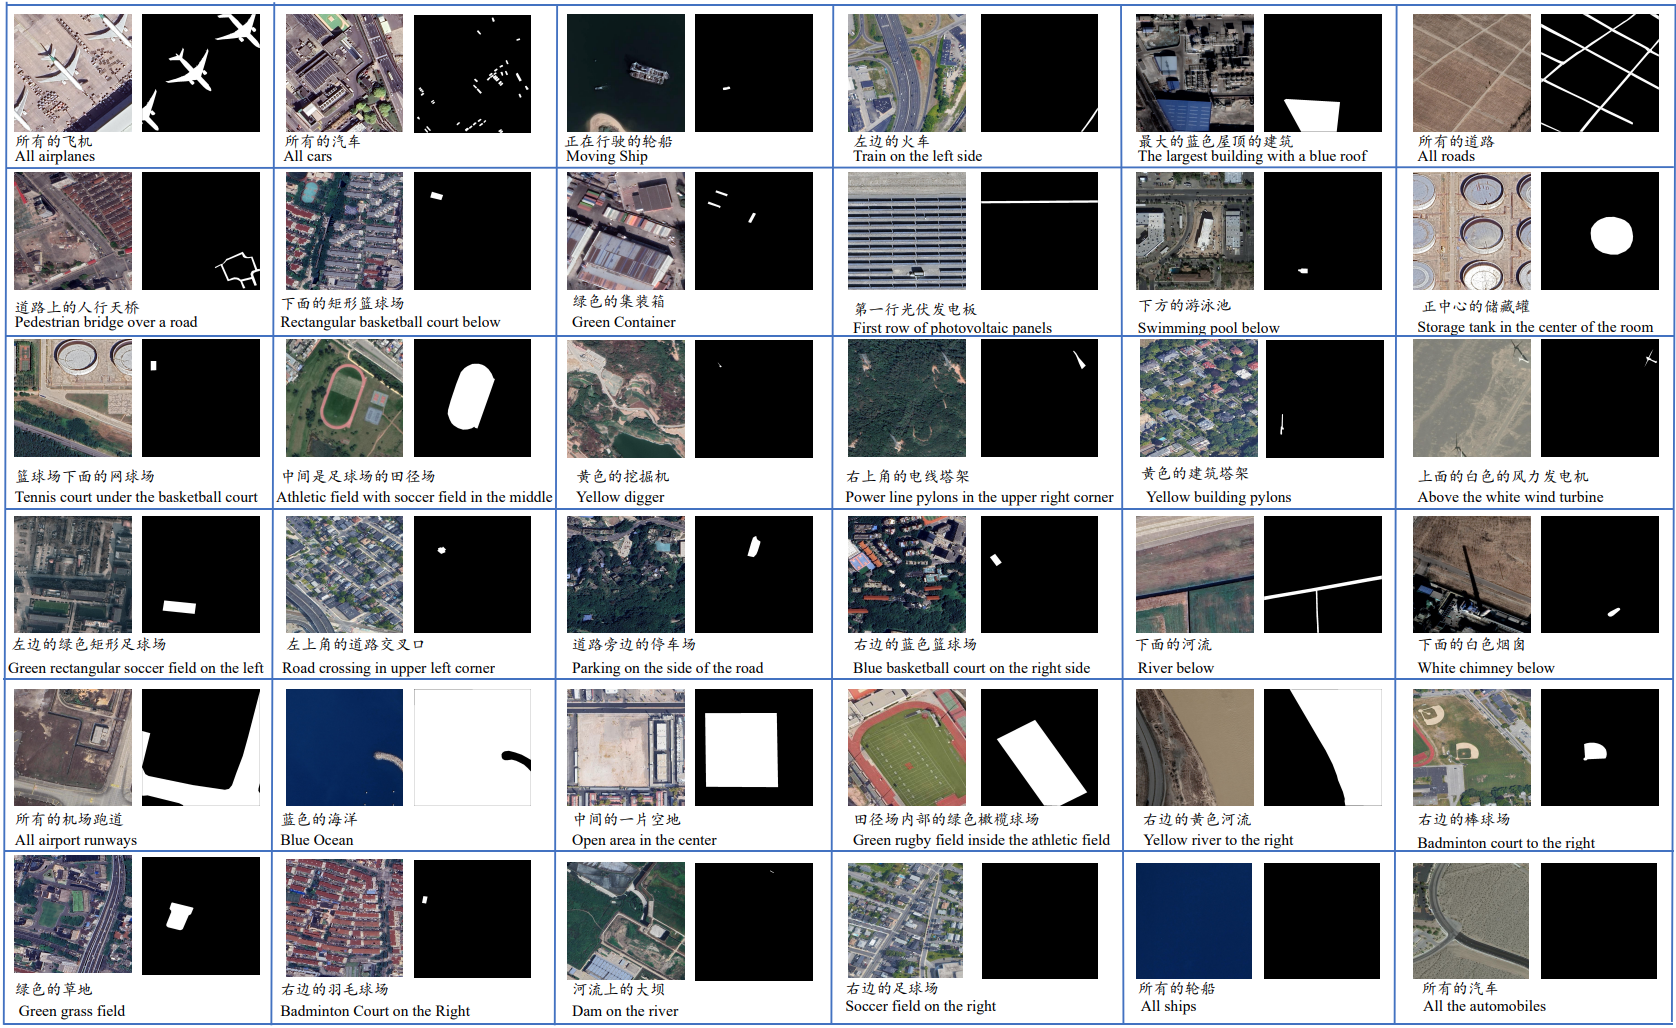 所有的飞机
All airplanes
所有的汽车
All cars
正在行驶的轮船
Moving Ship
左边的火车
Train on the left side
最大的蓝色屋顶的建筑
The largest building with a blue roof
所有的道路
All roads
道路上的人行天桥
Pedestrian bridge over a road
下面的矩形篮球场
Rectangular basketball court below
绿色的集装箱
Green Container
第一行光伏发电板
First row of photovoltaic panels
下方的游泳池
Swimming pool below
正中心的储藏罐
Storage tank in the center of the room
篮球场下面的网球场
Tennis court under the basketball court
中间是足球场的田径场
Athletic field with soccer field in the middle
黄色的挖掘机
Yellow digger
右上角的电线塔架
Power line pylons in the upper right corner
黄色的建筑塔架
Yellow building pylons
上面的白色的风力发电机
Above the white wind turbine
左边的绿色矩形足球场
Green rectangular soccer field on the left
左上角的道路交叉口
Road crossing in upper left corner
道路旁边的停车场
Parking on the side of the road
右边的蓝色篮球场
Blue basketball court on the right side
下面的河流
River below
下面的白色烟囱
White chimney below
所有的机场跑道
All airport runways
蓝色的海洋
Blue Ocean
中间的一片空地
Open area in the center
田径场内部的绿色橄榄球场
Green rugby field inside the athletic field
右边的黄色河流
Yellow river to the right
右边的棒球场
Badminton court to the right
绿色的草地
Green grass field
右边的羽毛球场
Badminton Court on the Right
河流上的大坝
Dam on the river
右边的足球场
Soccer field on the right
所有的轮船
All ships
所有的汽车
All the automobiles